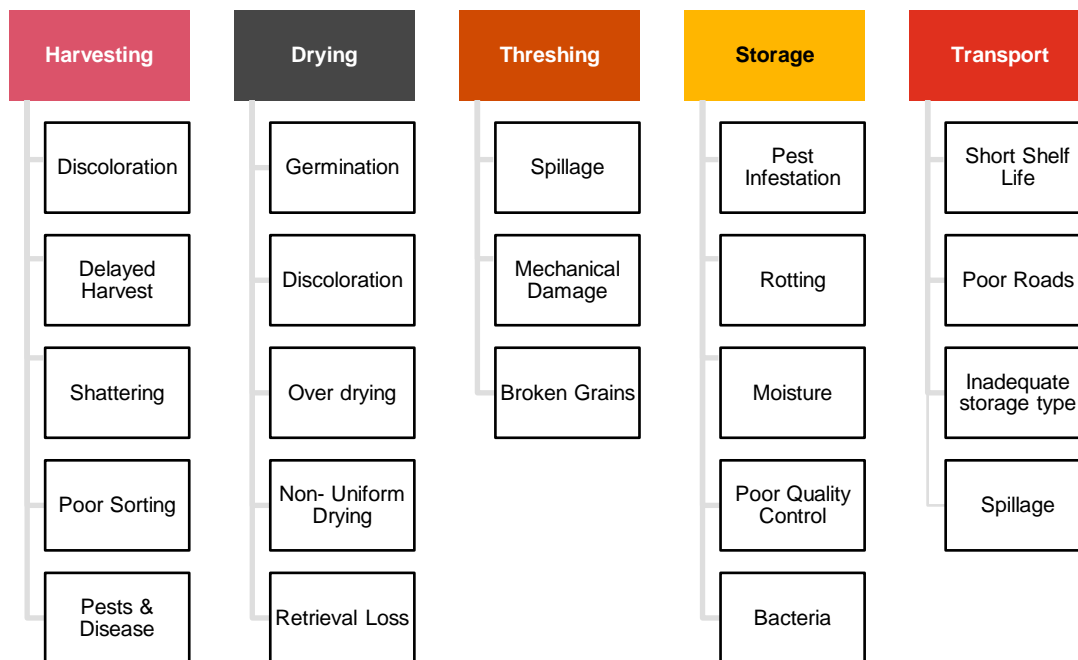 Harvesting
Discoloration
Delayed
Harvest
Shattering
Poor Sorting
Pests &
Disease
Drying
Germination
Discoloration
Over drying
Non- Uniform
Drying
Retrieval Loss
Threshing
Spillage
Mechanical
Damage
Broken Grains
Storage
Pest
Infestation
Rotting
Moisture
Poor Quality
Control
Bacteria
Transport
Short Shelf
Life
Poor Roads
Inadequate
storage type
Spillage